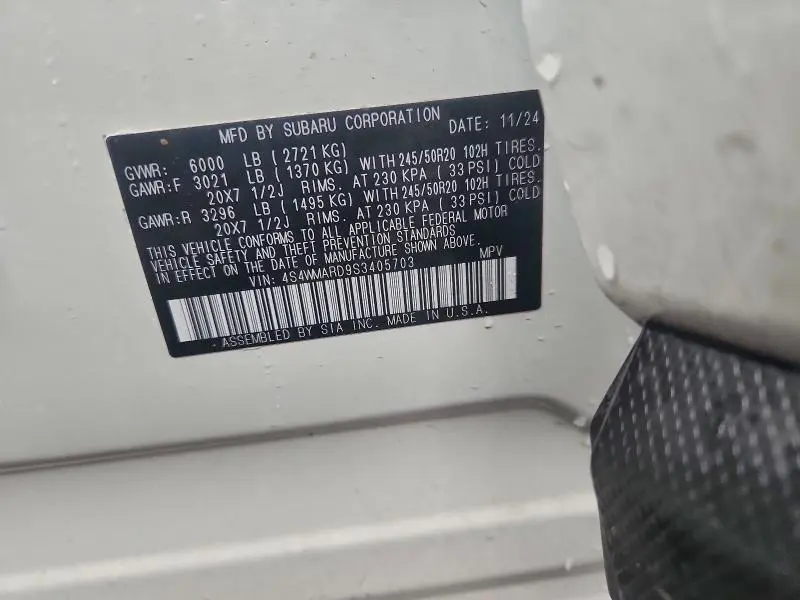 MFD BY SUBARU CORPORATION DATE: 11/24
GVWR: 6000 LB (2721 KG)
GAWR:F 3021 LB (1370 KG) WITH 245/50R20 102H TIRES.
20X7 1/2J RIMS. AT 230 KPA (33 PSI) COLD
GAWR:R 3296 LB (1495 KG) WITH 245/50R20 102H TIRES.
20X7 1/2J RIMS. AT 230 KPA (33 PSI) COLD
THIS VEHICLE CONFORMS TO ALL APPLICABLE FEDERAL MOTOR
VEHICLE SAFETY AND THEFT PREVENTION STANDARDS
IN EFFECT ON THE DATE OF MANUFACTURE SHOWN ABOVE.
VIN: 4S4WMARD9S3405703 MPV
ASSEMBLED BY SIA INC. MADE IN U.S.A.